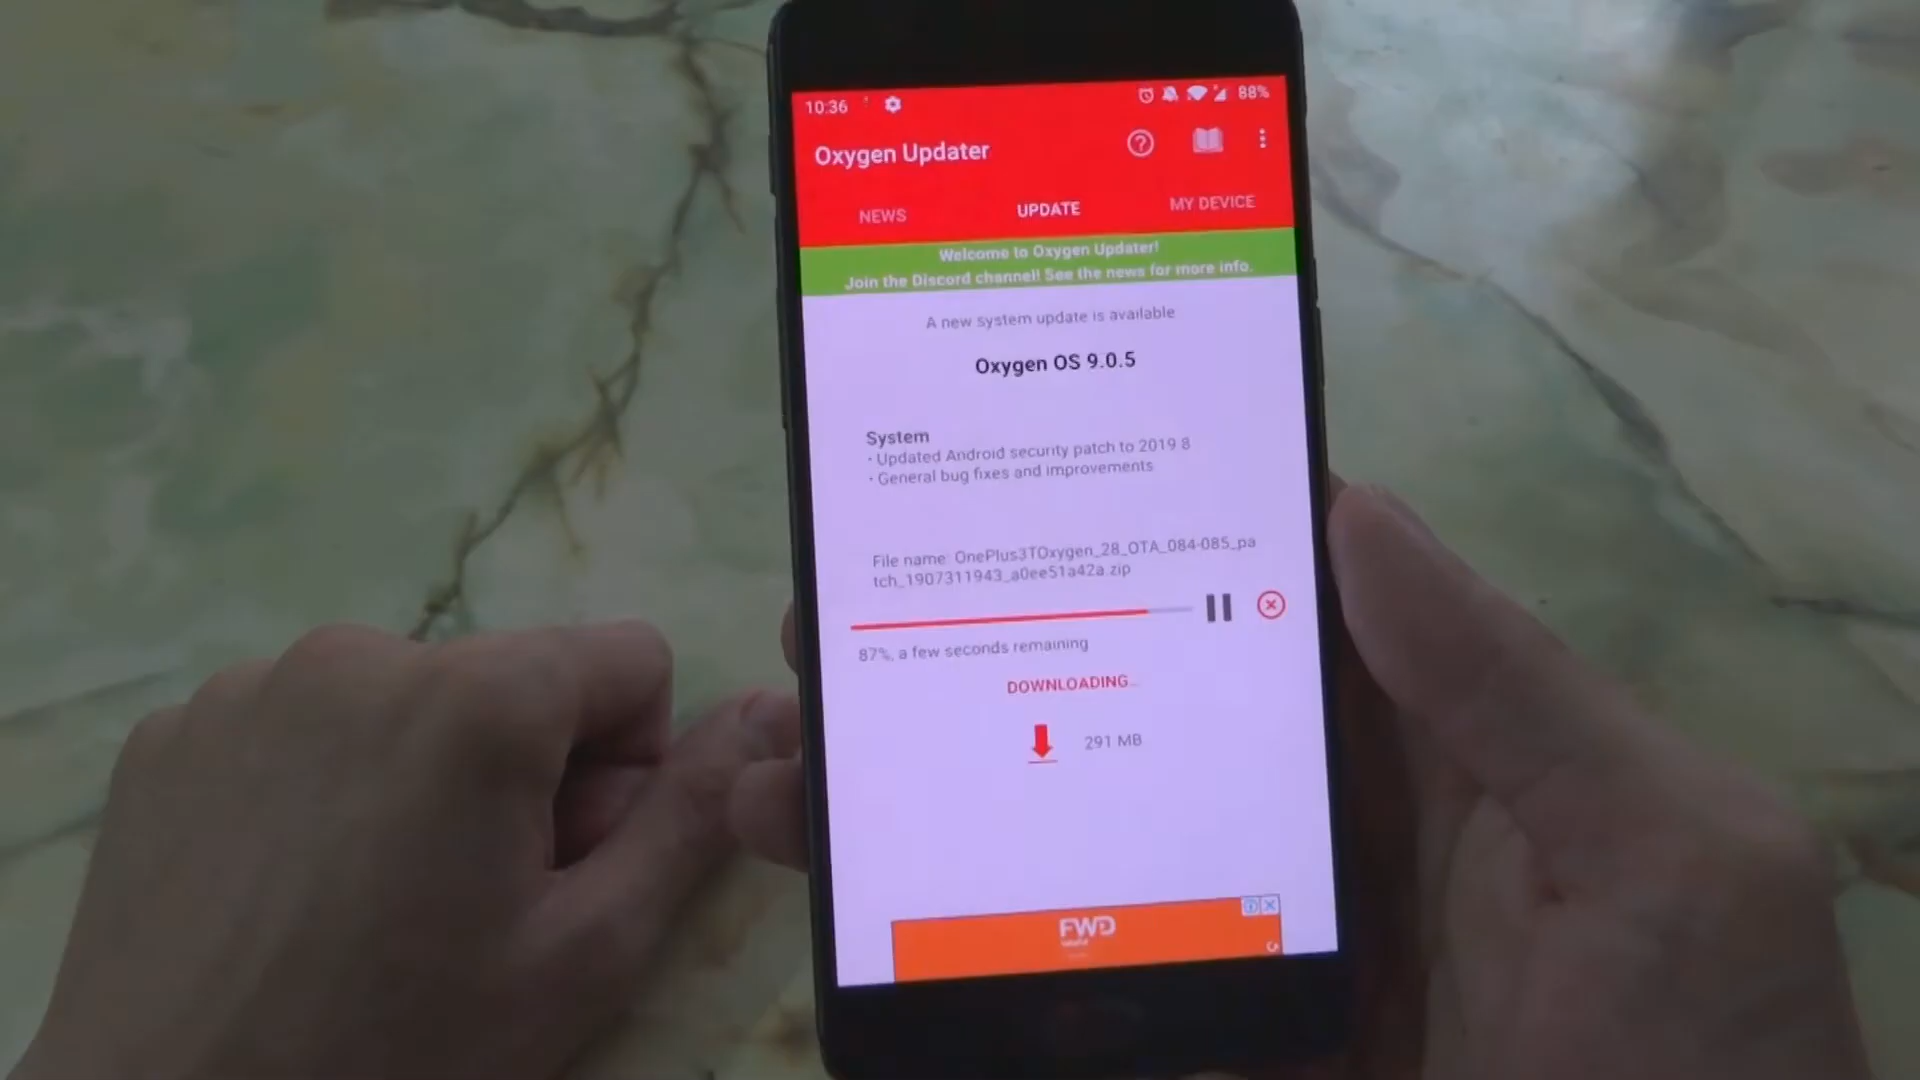 10:36
88%
Oxygen Updater
NEWS
UPDATE
MY DEVICE
Welcome to Oxygen Updater!
Join the Discord channel! See the news for more info.
A new system update is available
Oxygen OS 9.0.5
System
· Updated Android security patch to 2019 8
· General bug fixes and improvements
File name: OnePlus3TOxygen_28_OTA_084-085_pa
tch_1907311943_a0ee51a42a.zip
87%, a few seconds remaining
DOWNLOADING...
291 MB
FWD